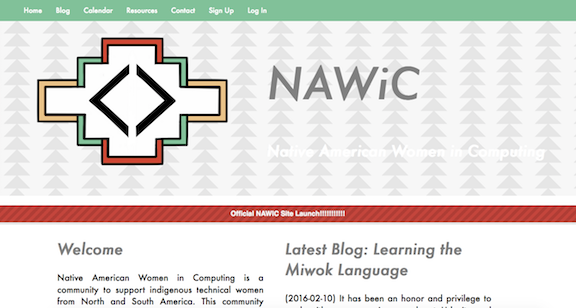 Home Blog Calendar Resources Contact Sign Up Log In
NAWiC
Native American Women in Computing
Official NAWiC Site Launch!!!!!!!!!!!
Welcome
Native American Women in Computing is a
community to support indigenous technical women
from North and South America. This community
Latest Blog: Learning the
Miwok Language
(2016-02-10) It has been an honor and privilege to